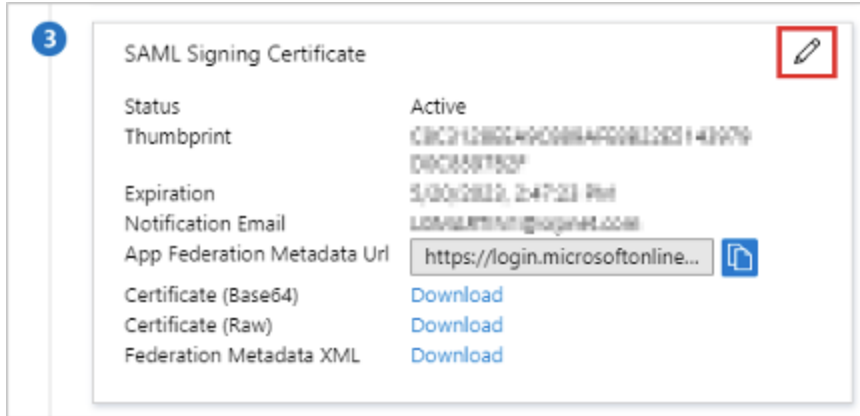 3
SAML Signing Certificate
Status Active
Thumbprint
Expiration
Notification Email
App Federation Metadata Url https://login.microsoftonline...
Certificate (Base64) Download
Certificate (Raw) Download
Federation Metadata XML Download